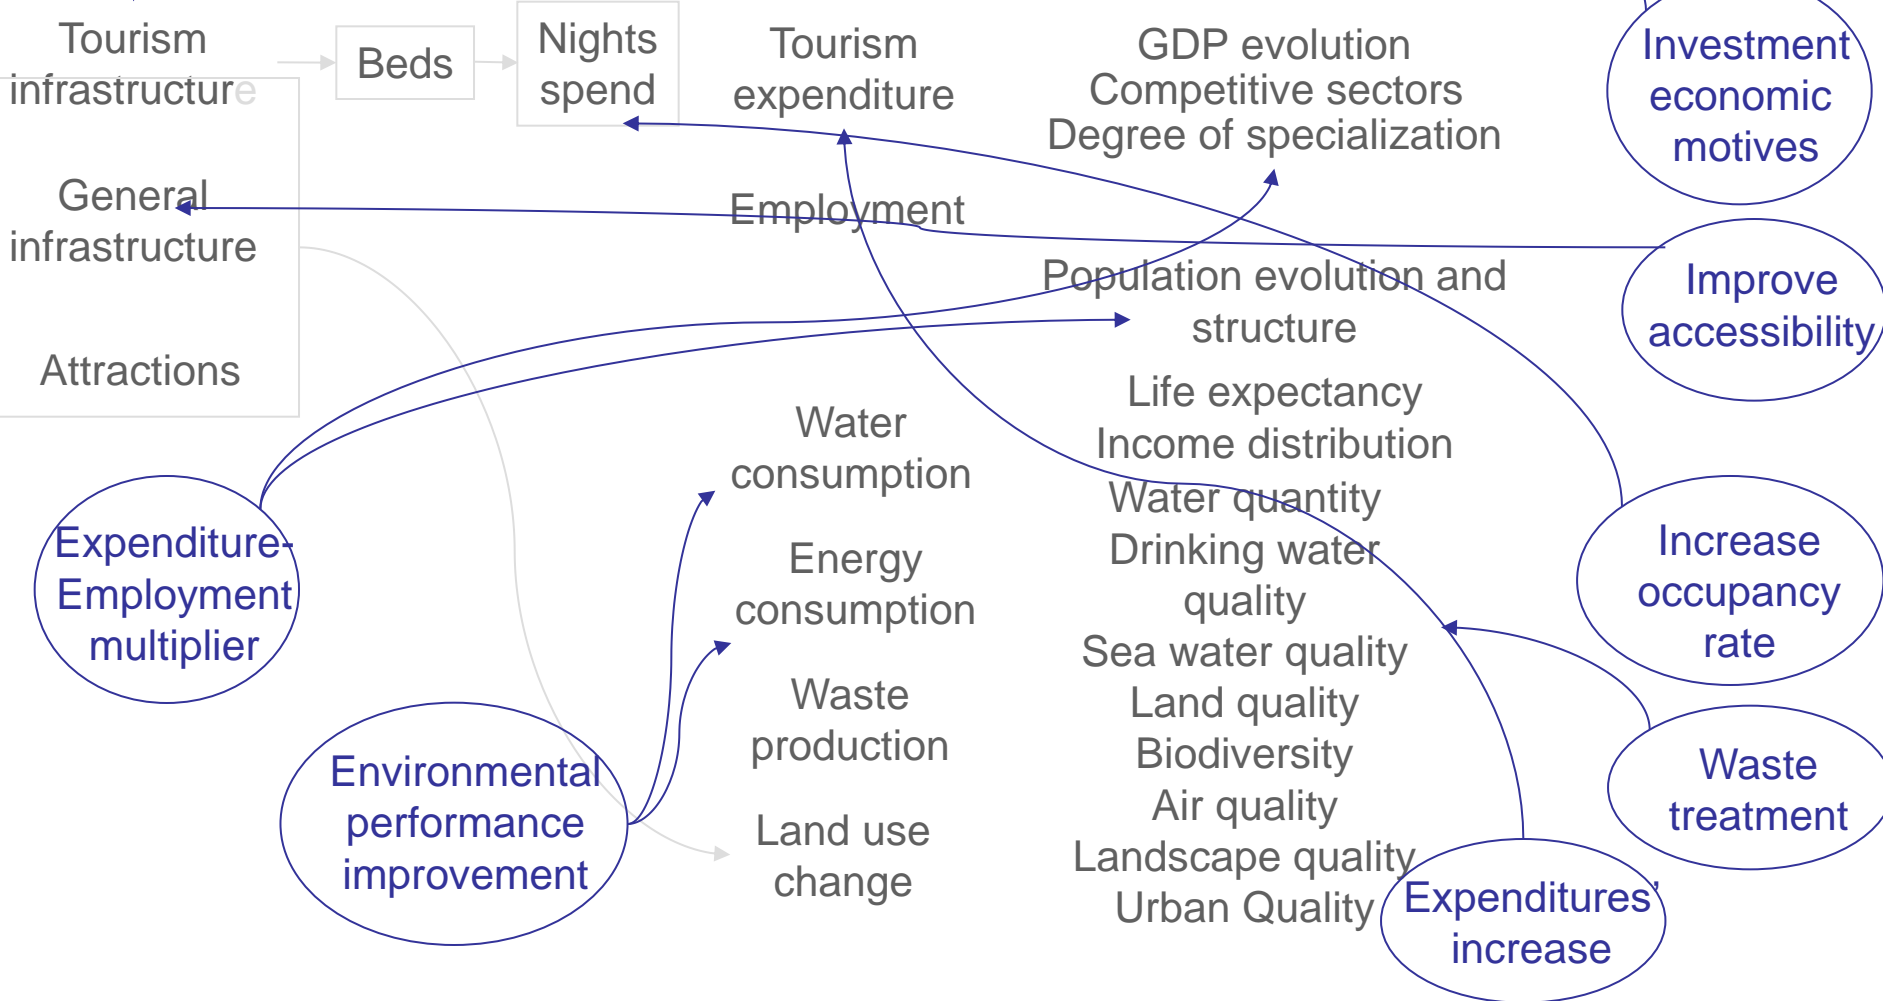 Tourism
infrastructure
Beds
Nights
spend
Tourism
expenditure
GDP evolution
Competitive sectors
Degree of specialization
Investment
economic
motives
General
infrastructure
Employment
Improve
accessibility
Population evolution and
structure
Attractions
Life expectancy
Income distribution
Water
consumption
Water quantity
Drinking water
quality
Expenditure-
Employment
multiplier
Energy
consumption
Increase
occupancy
rate
Sea water quality
Land quality
Biodiversity
Air quality
Landscape quality
Urban Quality
Waste
production
Environmental
performance
improvement
Waste
treatment
Land use
change
Expenditures'
increase